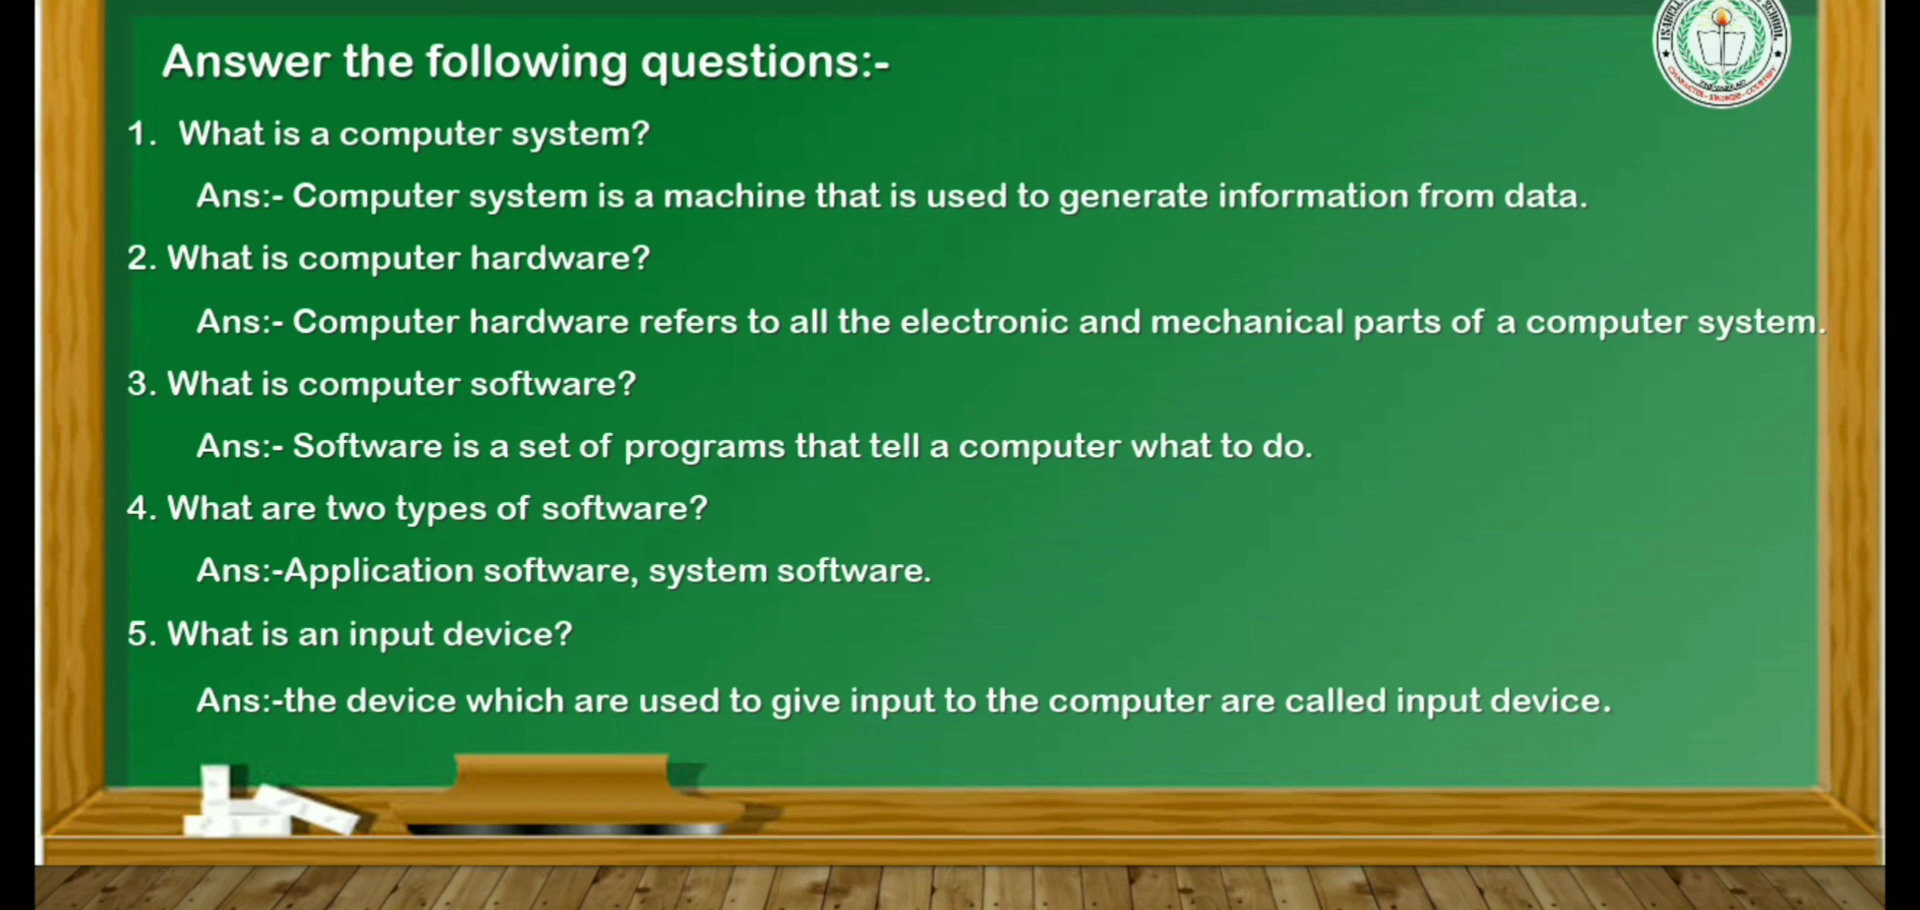 Answer the following questions:-
1. What is a computer system?
Ans:- Computer system is a machine that is used to generate information from data.
2. What is computer hardware?
Ans:- Computer hardware refers to all the electronic and mechanical parts of a computer system.
3. What is computer software?
Ans:- Software is a set of programs that tell a computer what to do.
4. What are two types of software?
Ans:-Application software, system software.
5. What is an input device?
Ans:-the device which are used to give input to the computer are called input device.